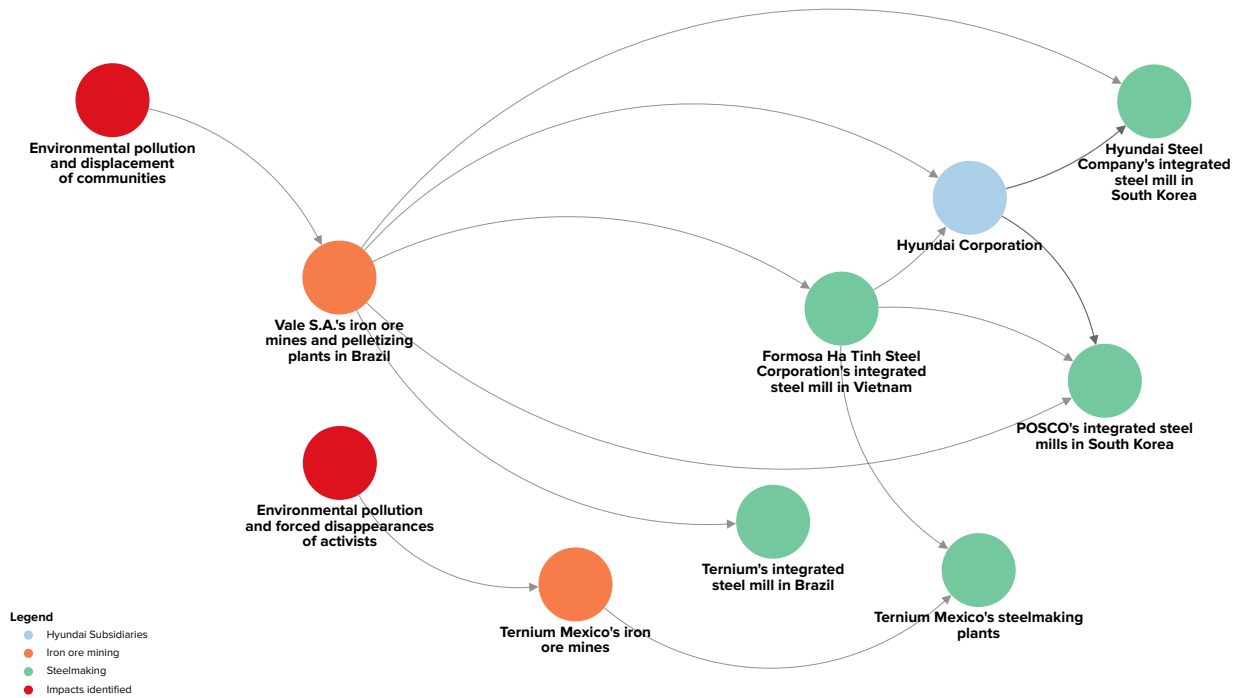 Environmental pollution
and displacement
of communities
Hyundai Steel
Company's integrated
steel mill in
South Korea
Hyundai Corporation
Vale S.A.'s iron ore
mines and pelletizing
plants in Brazil
Formosa Ha Tinh Steel
Corporation's integrated
steel mill in Vietnam
POSCO's integrated steel
mills in South Korea
Environmental pollution
and forced disappearances
of activists
Ternium's integrated
steel mill in Brazil
Ternium Mexico's iron
ore mines
Ternium Mexico's steelmaking
plants
Legend
Hyundai Subsidiaries
Iron ore mining
Steelmaking
Impacts identified